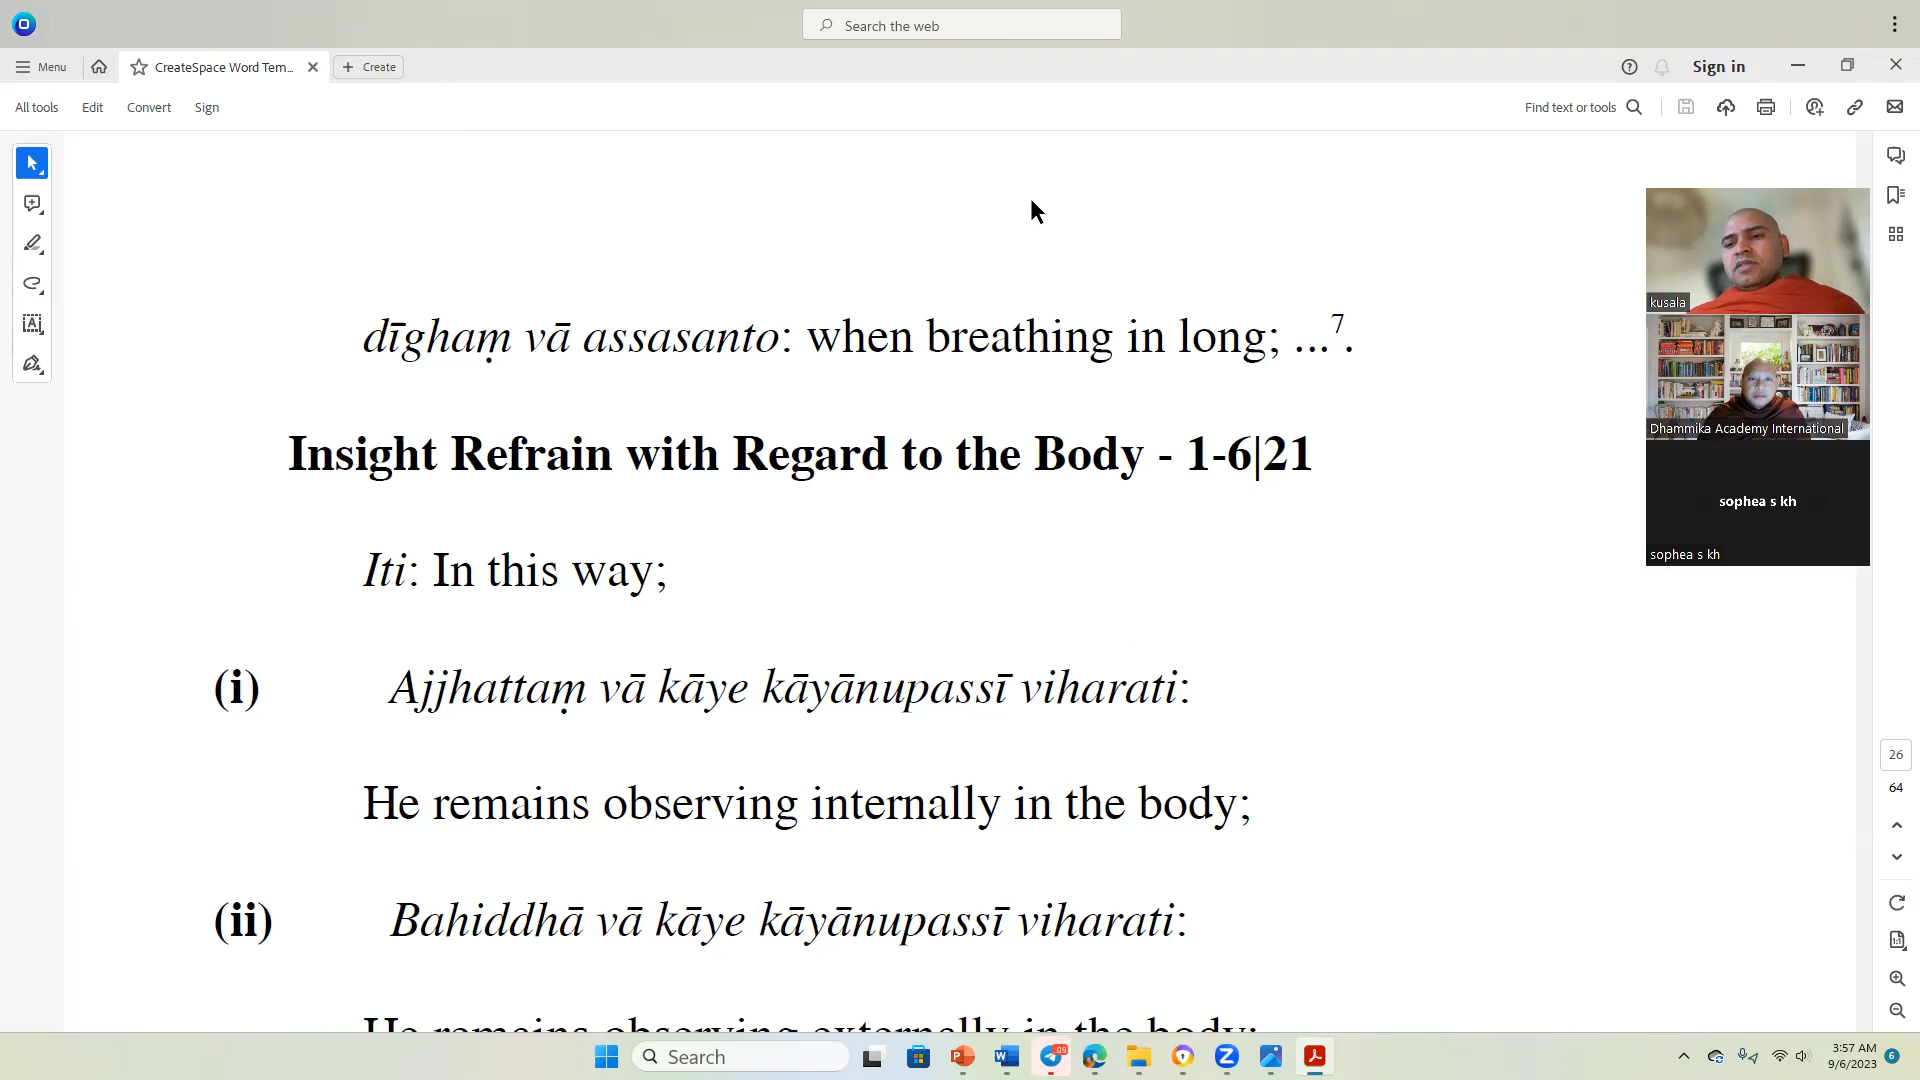 Search the web
Menu
CreateSpace Word Tem...
Create
Sign in
All tools
Edit
Convert
Sign
Find text or tools
dīghaṃ vā assasanto: when breathing in long; ...7.
Insight Refrain with Regard to the Body - 1-6|21
Iti: In this way;
(i) Ajjhattaṃ vā kāye kāyānupassī viharati:
He remains observing internally in the body;
(ii) Bahiddhā vā kāye kāyānupassī viharati:
He remains observing externally in the body;
kusala
Dhammika Academy International
sophea s kh
sophea s kh
26
64
Search
09
3:57 AM
9/6/2023
6